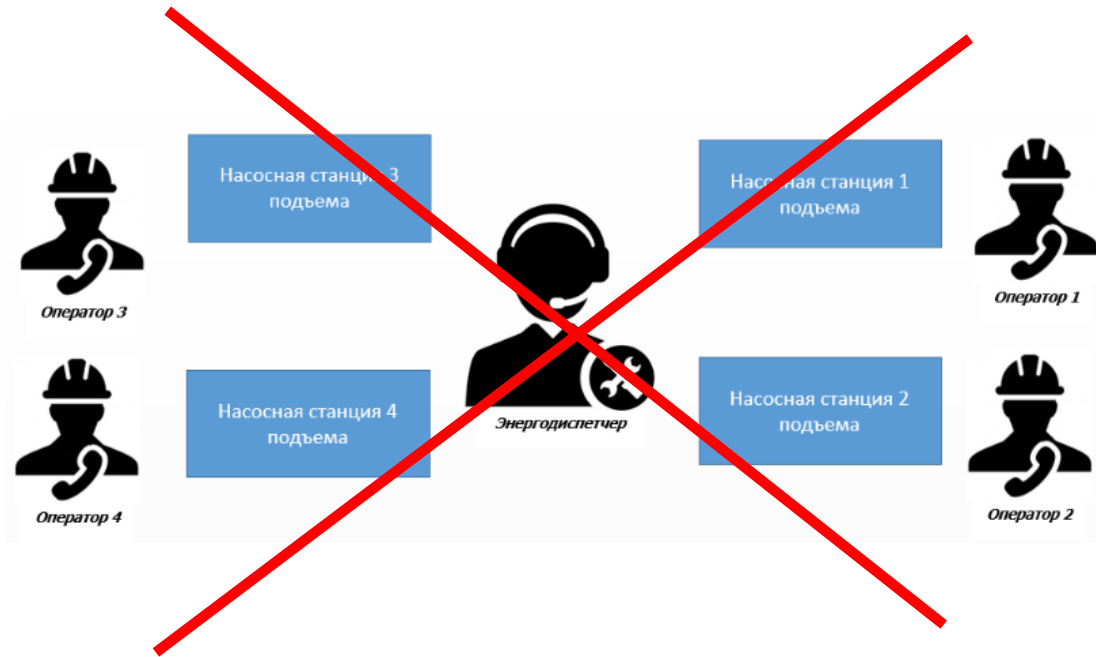 Насосная станция 3
подъема
Насосная станция 1
подъема
Оператор 3
Оператор 1
Насосная станция 4
подъема
Энергодиспетчер
Насосная станция 2
подъема
Оператор 4
Оператор 2